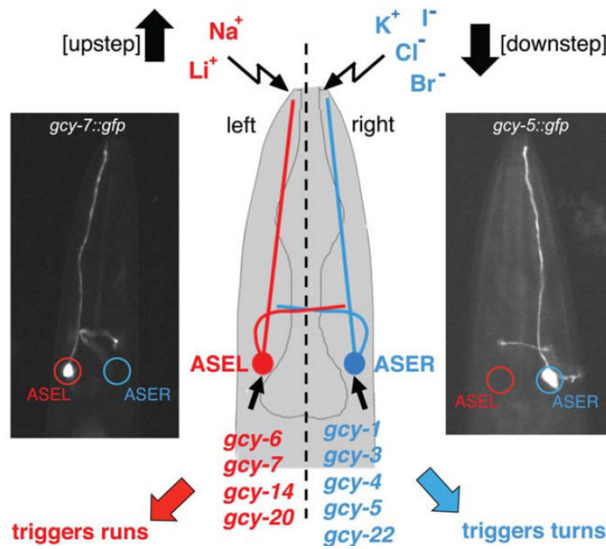 [upstep]
Na⁺
Li⁺
K⁺ I⁻
Cl⁻
Br⁻
[downstep]
gcy-7::gfp
left
right
gcy-5::gfp
ASEL
ASER
ASEL
ASER
ASEL
ASER
gcy-6
gcy-7
gcy-14
gcy-20
gcy-1
gcy-3
gcy-4
gcy-5
gcy-22
triggers runs
triggers turns